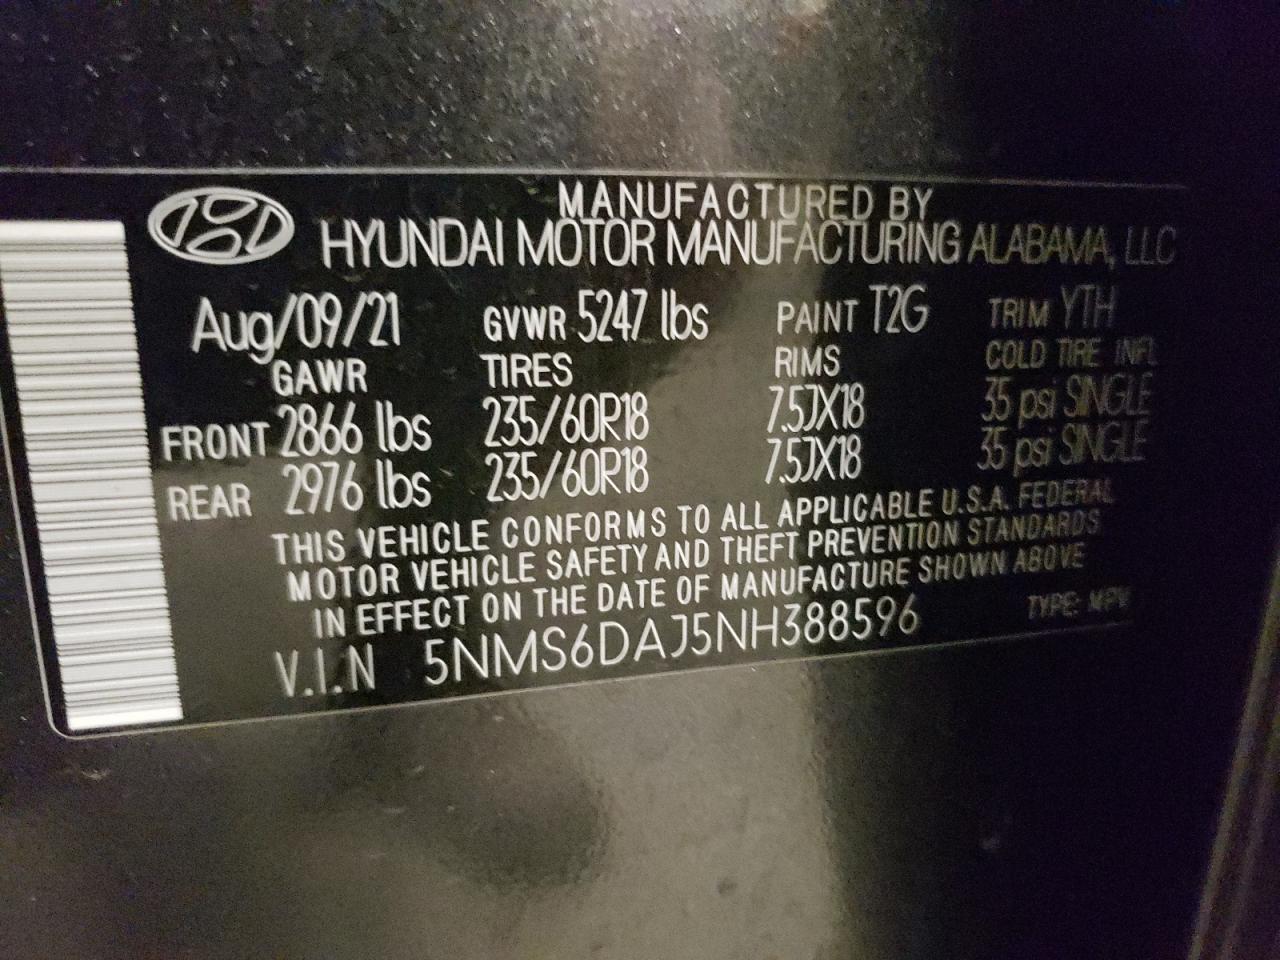 MANUFACTURED BY
HYUNDAI MOTOR MANUFACTURING ALABAMA, LLC
Aug/09/21 GVWR 5247 lbs PAINT T2G TRIM YTH
GAWR TIRES RIMS COLD TIRE INFL
FRONT 2866 lbs 235/60R18 7.5JX18 35 psi SINGLE
REAR 2976 lbs 235/60R18 7.5JX18 35 psi SINGLE
THIS VEHICLE CONFORMS TO ALL APPLICABLE U.S.A. FEDERAL
MOTOR VEHICLE SAFETY AND THEFT PREVENTION STANDARDS
IN EFFECT ON THE DATE OF MANUFACTURE SHOWN ABOVE
V.I.N 5NMS6DAJ5NH388596 TYPE: MPV